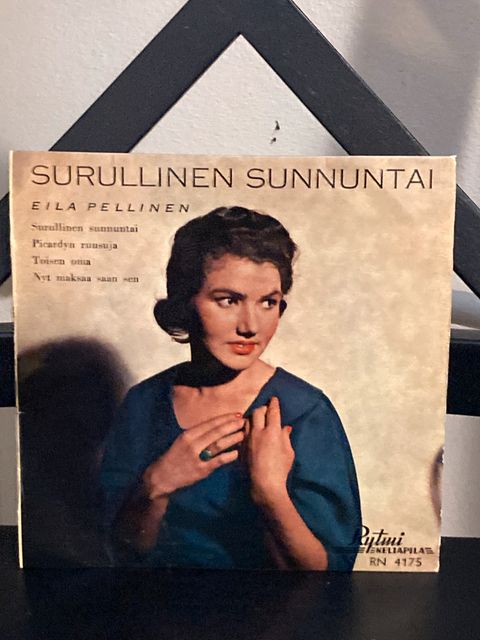 SURULLINEN SUNNUNTAI
EILA PELLINEN
Surullinen sunnuntai
Picardyn ruusuja
Toisen oma
Nyt maksaa saan sen
Rytmi
NELIAPILA
RN 4175